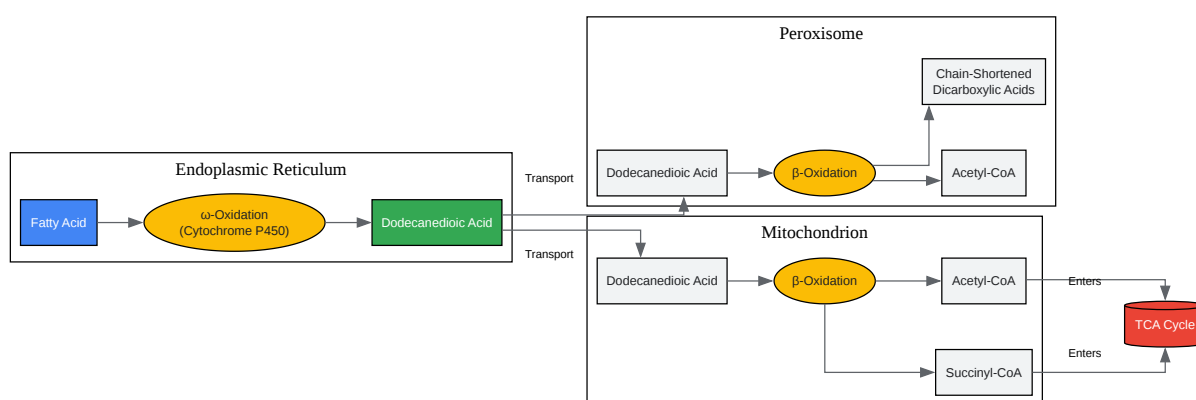 Peroxisome
Chain-Shortened
Dicarboxylic Acids
Endoplasmic Reticulum
Transport
Dodecanedioic Acid
β-Oxidation
Acetyl-CoA
Fatty Acid
ω-Oxidation
(Cytochrome P450)
Dodecanedioic Acid
Mitochondrion
Transport
Dodecanedioic Acid
β-Oxidation
Acetyl-CoA
Enters
TCA Cycle
Succinyl-CoA
Enters